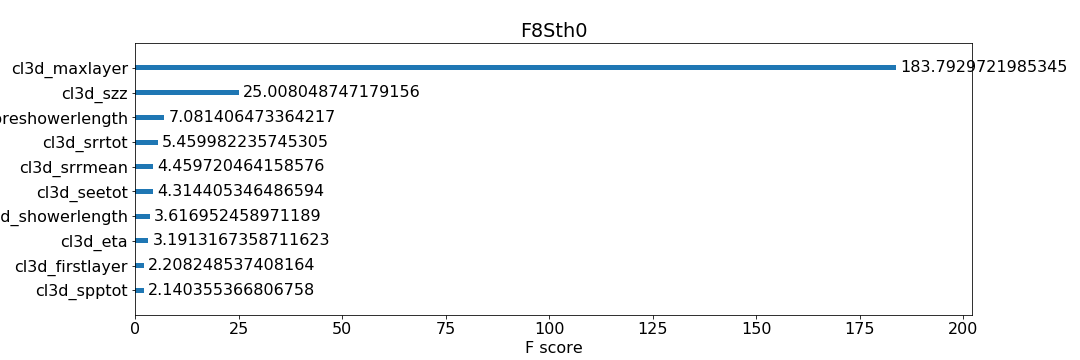 F8Sth0
cl3d_maxlayer 183.7929721985345
cl3d_szz 25.008048747179156
oreshowerlength 7.081406473364217
cl3d_srrtot 5.459982235745305
cl3d_srrmean 4.459720464158576
cl3d_seetot 4.314405346486594
d_showerlength 3.616952458971189
cl3d_eta 3.1913167358711623
cl3d_firstlayer 2.208248537408164
cl3d_spptot 2.140355366806758
0 25 50 75 100 125 150 175 200
F score